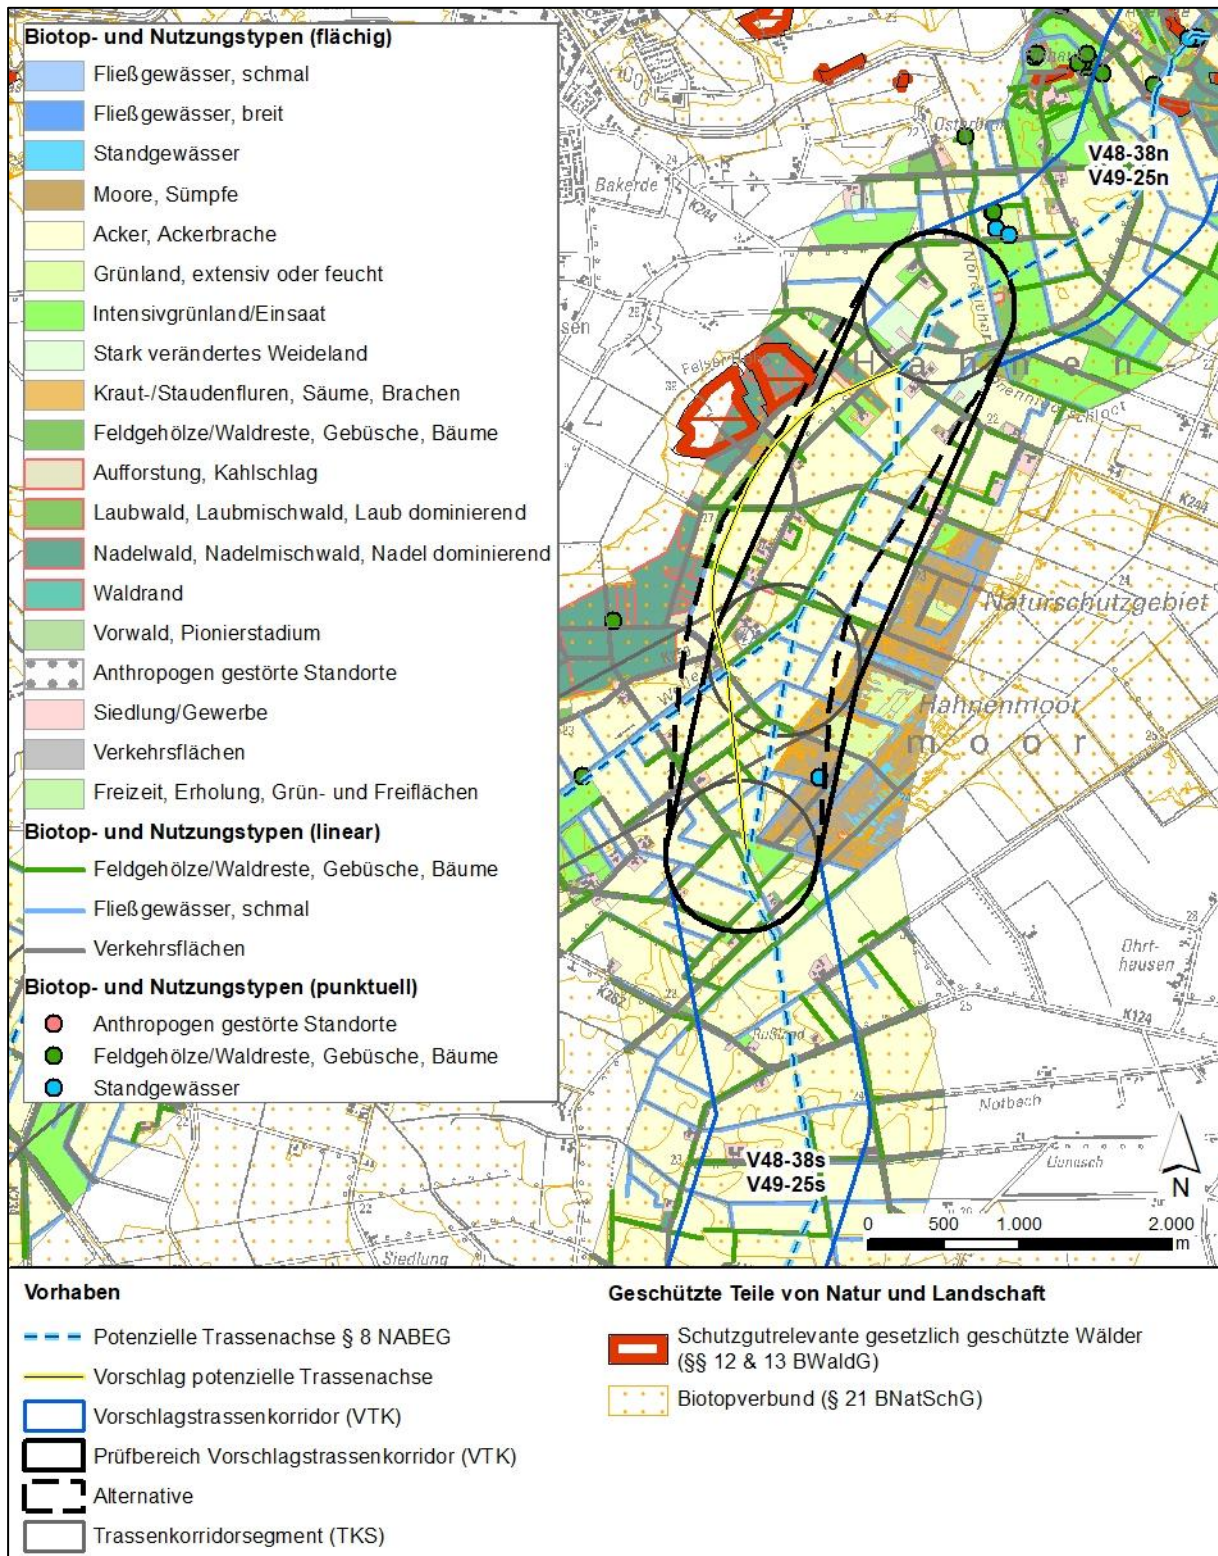 Biotop- und Nutzungstypen (flächig)
Fließgewässer, schmal
Fließgewässer, breit
Standgewässer
Moore, Sümpfe
Acker, Ackerbrache
Grünland, extensiv oder feucht
Intensivgrünland/Einsaat
Stark verändertes Weideland
Kraut-/Staudenfluren, Säume, Brachen
Feldgehölze/Waldreste, Gebüsche, Bäume
Aufforstung, Kahlschlag
Laubwald, Laubmischwald, Laub dominierend
Nadelwald, Nadelmischwald, Nadel dominierend
Waldrand
Vorwald, Pionierstadium
Anthropogen gestörte Standorte
Siedlung/Gewerbe
Verkehrsflächen
Freizeit, Erholung, Grün- und Freiflächen
Biotop- und Nutzungstypen (linear)
Feldgehölze/Waldreste, Gebüsche, Bäume
Fließgewässer, schmal
Verkehrsflächen
Biotop- und Nutzungstypen (punktuell)
Anthropogen gestörte Standorte
Feldgehölze/Waldreste, Gebüsche, Bäume
Standgewässer
V48-38n
V49-25n
Bakerde
K244
H a h n e n -
K244
Naturschutzgebiet
Hahnenmoor
m o o r
Ohrt-
hausen
K124
K262
Rußland
Notbach
V48-38s
V49-25s
Siedlung
N
0 500 1.000 2.000
m
Vorhaben
Potenzielle Trassenachse § 8 NABEG
Vorschlag potenzielle Trassenachse
Vorschlagstrassenkorridor (VTK)
Prüfbereich Vorschlagstrassenkorridor (VTK)
Alternative
Trassenkorridorsegment (TKS)
Geschützte Teile von Natur und Landschaft
Schutzgutrelevante gesetzlich geschützte Wälder
(§§ 12 & 13 BWaldG)
Biotopverbund (§ 21 BNatSchG)